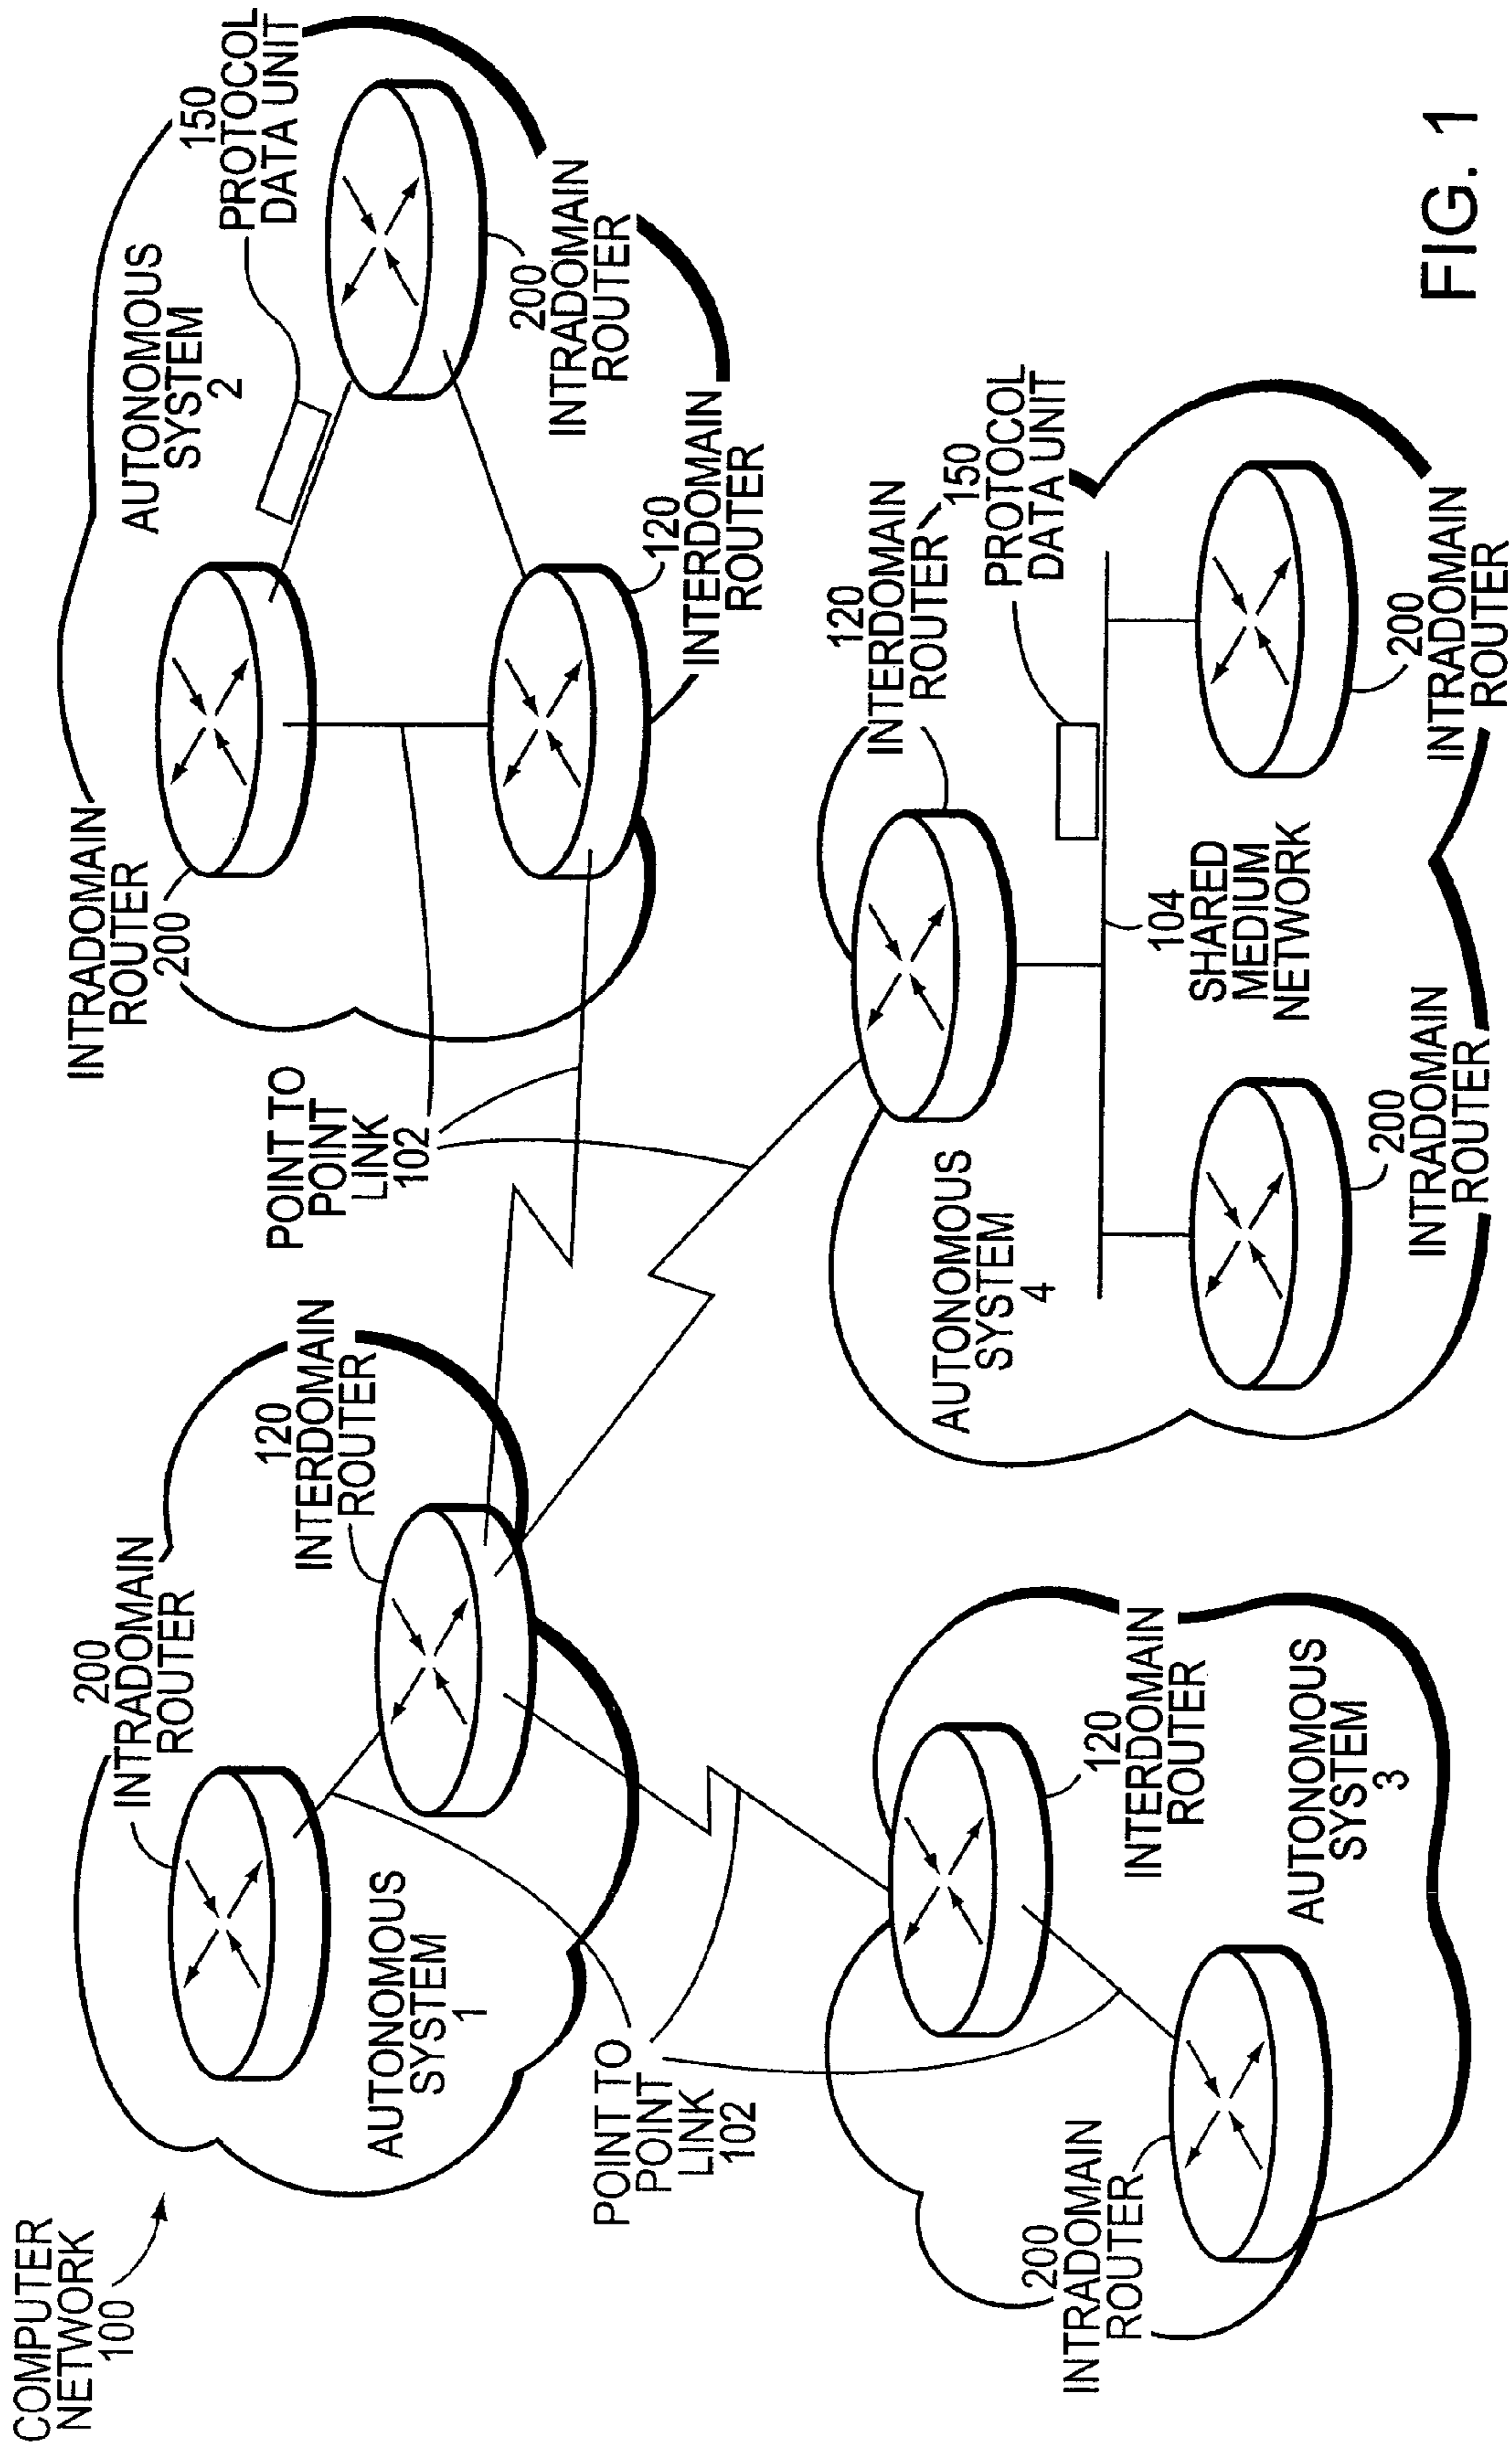 COMPUTER
NETWORK
100
200
INTRADOMAIN
ROUTER
120
INTERDOMAIN
ROUTER
AUTONOMOUS
SYSTEM
1
POINT TO
POINT
LINK
102
INTRADOMAIN
ROUTER
200
AUTONOMOUS
SYSTEM
2
150
PROTOCOL
DATA UNIT
200
INTRADOMAIN
ROUTER
120
INTERDOMAIN
ROUTER
POINT TO
POINT
LINK
102
200
INTRADOMAIN
ROUTER
120
INTERDOMAIN
ROUTER
AUTONOMOUS
SYSTEM
3
AUTONOMOUS
SYSTEM
4
120
INTERDOMAIN
ROUTER
150
PROTOCOL
DATA UNIT
104
SHARED
MEDIUM
NETWORK
200
INTRADOMAIN
ROUTER
200
INTRADOMAIN
ROUTER
FIG. 1